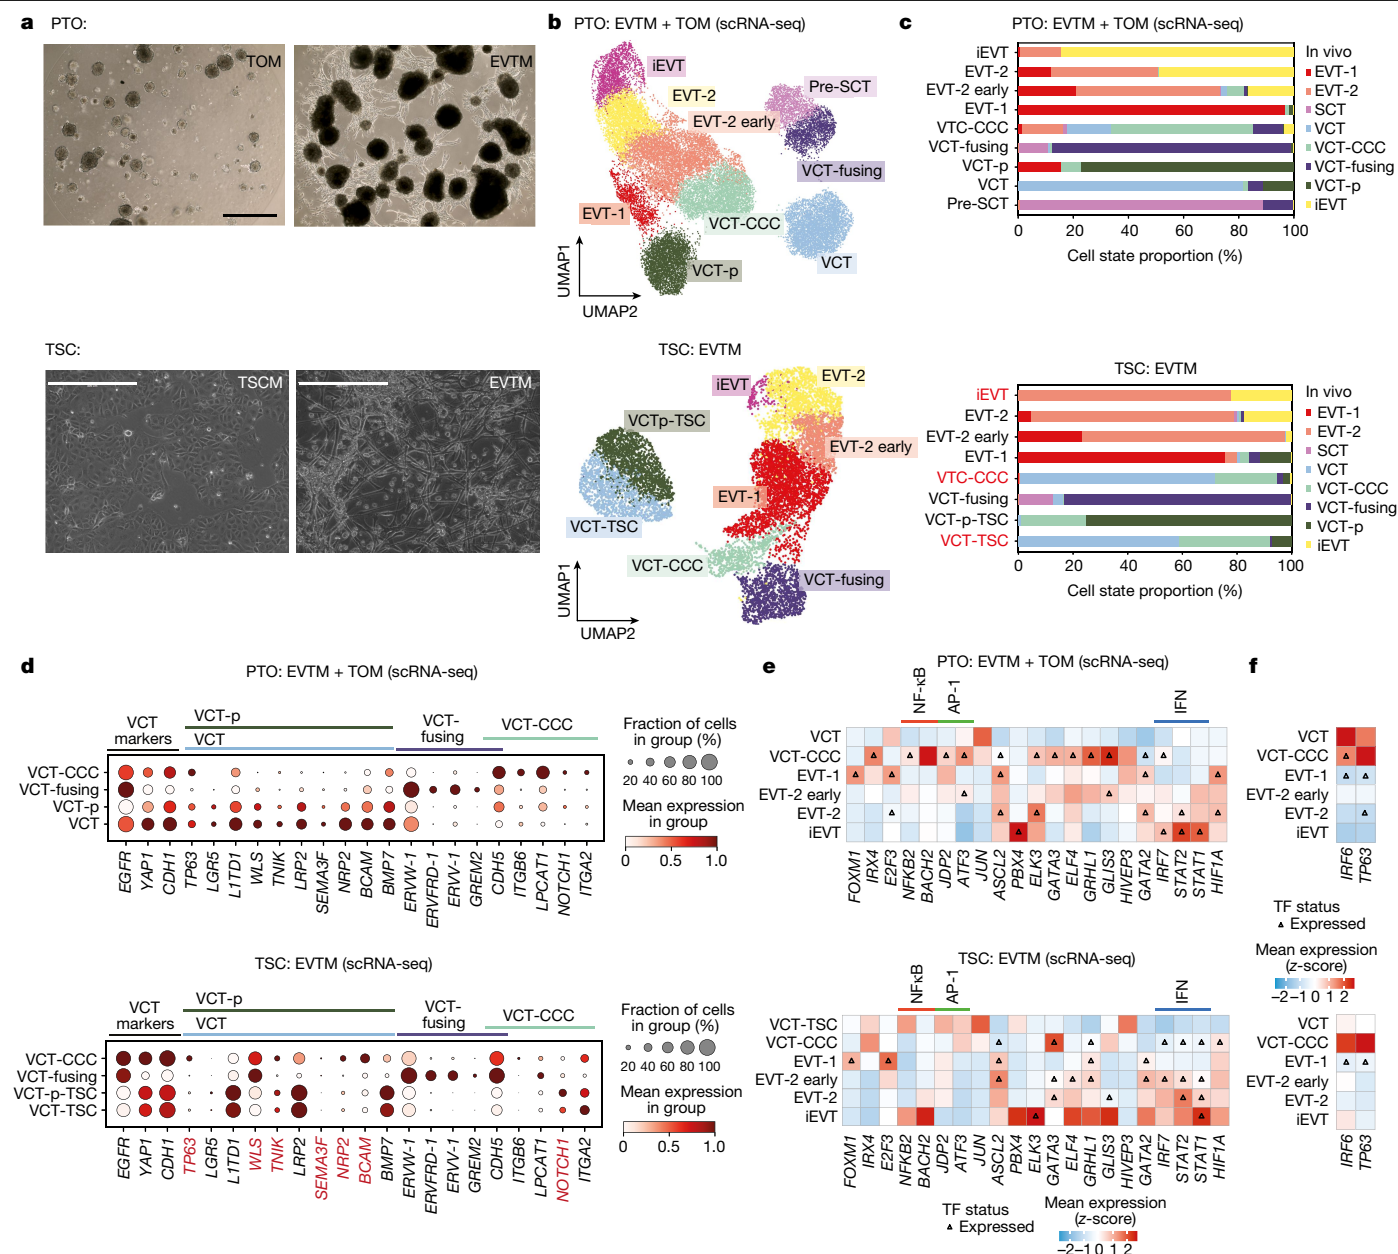 a PTO:
TOM
EVTM
TSC:
TSCM
EVTM
b PTO: EVTM + TOM (scRNA-seq)
iEVT
EVT-2
EVT-2 early
Pre-SCT
VCT-fusing
EVT-1
VCT-CCC
VCT
VCT-p
UMAP1
UMAP2
TSC: EVTM
iEVT
EVT-2
VCTp-TSC
EVT-2 early
EVT-1
VCT-TSC
VCT-CCC
VCT-fusing
UMAP1
UMAP2
c PTO: EVTM + TOM (scRNA-seq)
iEVT
EVT-2
EVT-2 early
EVT-1
VTC-CCC
VCT-fusing
VCT-p
VCT
Pre-SCT
0 20 40 60 80 100
Cell state proportion (%)
In vivo
EVT-1
EVT-2
SCT
VCT
VCT-CCC
VCT-fusing
VCT-p
iEVT
TSC: EVTM
iEVT
EVT-2
EVT-2 early
EVT-1
VTC-CCC
VCT-fusing
VCT-p-TSC
VCT-TSC
0 20 40 60 80 100
Cell state proportion (%)
In vivo
EVT-1
EVT-2
SCT
VCT
VCT-CCC
VCT-fusing
VCT-p
iEVT
d PTO: EVTM + TOM (scRNA-seq)
VCT
markers
VCT-p
VCT
VCT-
fusing
VCT-CCC
VCT-CCC
VCT-fusing
VCT-p
VCT
EGFR YAP1 CDH1 TP63 LGR5 L1TD1 WLS TNIK LRP2 SEMA3F NRP2 BCAM BMP7 ERVW-1 ERVFRD-1 ERVV-1 GREM2 CDH5 ITGB6 LPCAT1 NOTCH1 ITGA2
Fraction of cells
in group (%)
20 40 60 80 100
Mean expression
in group
0 0.5 1.0
TSC: EVTM (scRNA-seq)
VCT
markers
VCT-p
VCT
VCT-
fusing
VCT-CCC
VCT-CCC
VCT-fusing
VCT-p-TSC
VCT-TSC
EGFR YAP1 CDH1 TP63 LGR5 L1TD1 WLS TNIK LRP2 SEMA3F NRP2 BCAM BMP7 ERVW-1 ERVFRD-1 ERVV-1 GREM2 CDH5 ITGB6 LPCAT1 NOTCH1 ITGA2
Fraction of cells
in group (%)
20 40 60 80 100
Mean expression
in group
0 0.5 1.0
e PTO: EVTM + TOM (scRNA-seq)
NF-κB AP-1 IFN
VCT
VCT-CCC
EVT-1
EVT-2 early
EVT-2
iEVT
FOXM1 IRX4 E2F3 NFKB2 BACH2 JDP2 ATF3 JUN ASCL2 PBX4 ELK3 GATA3 ELF4 GRHL1 GLIS3 HIVEP3 GATA2 IRF7 STAT2 STAT1 HIF1A
TSC: EVTM (scRNA-seq)
NFκB AP-1 IFN
VCT-TSC
VCT-CCC
EVT-1
EVT-2 early
EVT-2
iEVT
FOXM1 IRX4 E2F3 NFKB2 BACH2 JDP2 ATF3 JUN ASCL2 PBX4 ELK3 GATA3 ELF4 GRHL1 GLIS3 HIVEP3 GATA2 IRF7 STAT2 STAT1 HIF1A
TF status
Expressed
Mean expression
(z-score)
−2 −1 0 1 2
f
VCT
VCT-CCC
EVT-1
EVT-2 early
EVT-2
iEVT
IRF6 TP63
TF status
Expressed
Mean expression
(z-score)
−2 −1 0 1 2
VCT
VCT-CCC
EVT-1
EVT-2 early
EVT-2
iEVT
IRF6 TP63